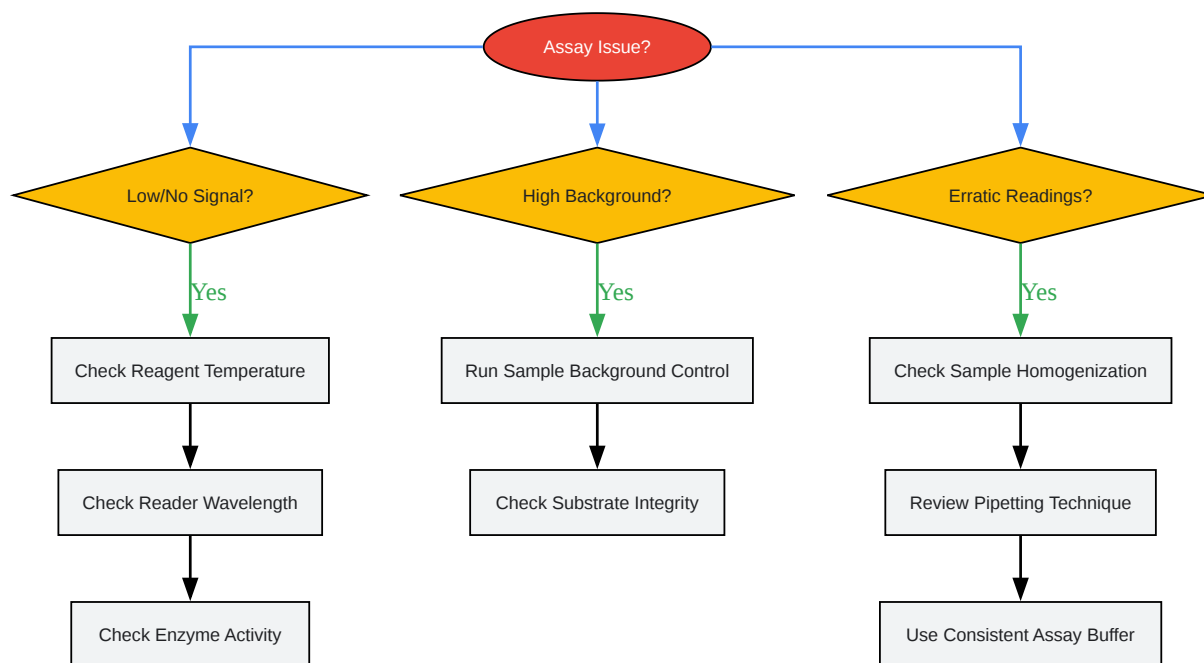 Assay Issue?
Low/No Signal?
High Background?
Erratic Readings?
Yes
Yes
Yes
Check Reagent Temperature
Run Sample Background Control
Check Sample Homogenization
Check Reader Wavelength
Check Substrate Integrity
Review Pipetting Technique
Check Enzyme Activity
Use Consistent Assay Buffer